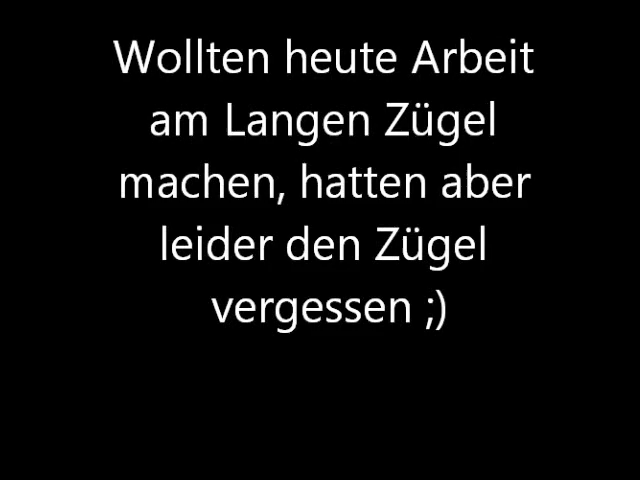 Wollten heute Arbeit
am Langen Zügel
machen, hatten aber
leider den Zügel
vergessen ;)